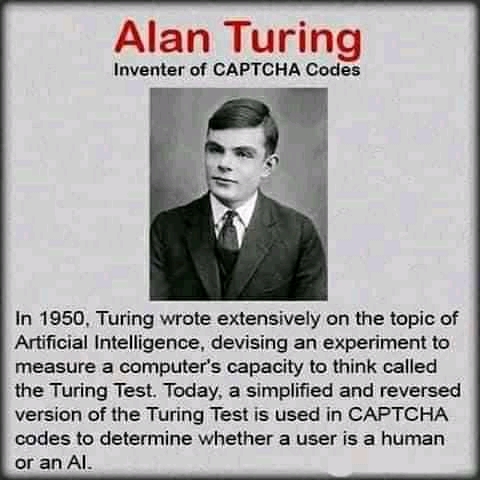 Alan Turing
Inventer of CAPTCHA Codes
In 1950, Turing wrote extensively on the topic of
Artificial Intelligence, devising an experiment to
measure a computer's capacity to think called
the Turing Test. Today, a simplified and reversed
version of the Turing Test is used in CAPTCHA
codes to determine whether a user is a human
or an AI.